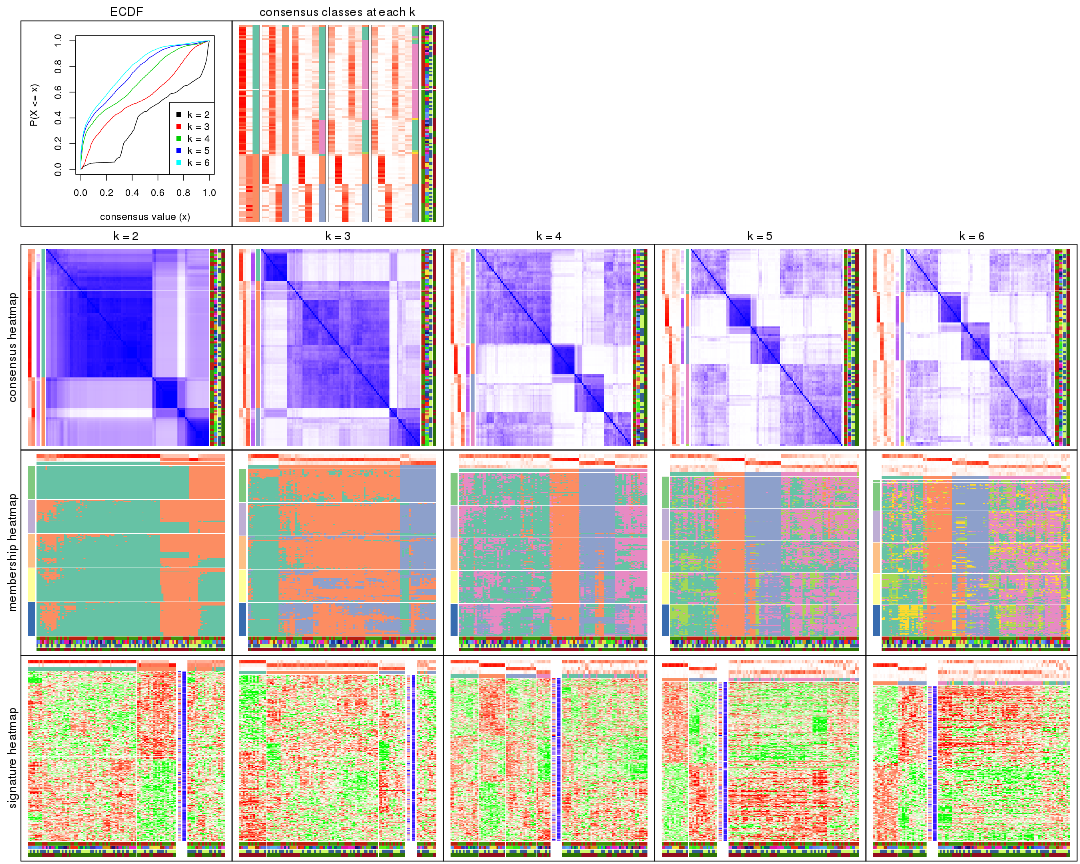 ECDF
consensus classes at each k
P(X <= x)
0.0 0.2 0.4 0.6 0.8 1.0
k = 2
k = 3
k = 4
k = 5
k = 6
0.0 0.2 0.4 0.6 0.8 1.0
consensus value (x)
k = 2
k = 3
k = 4
k = 5
k = 6
consensus heatmap
membership heatmap
signature heatmap